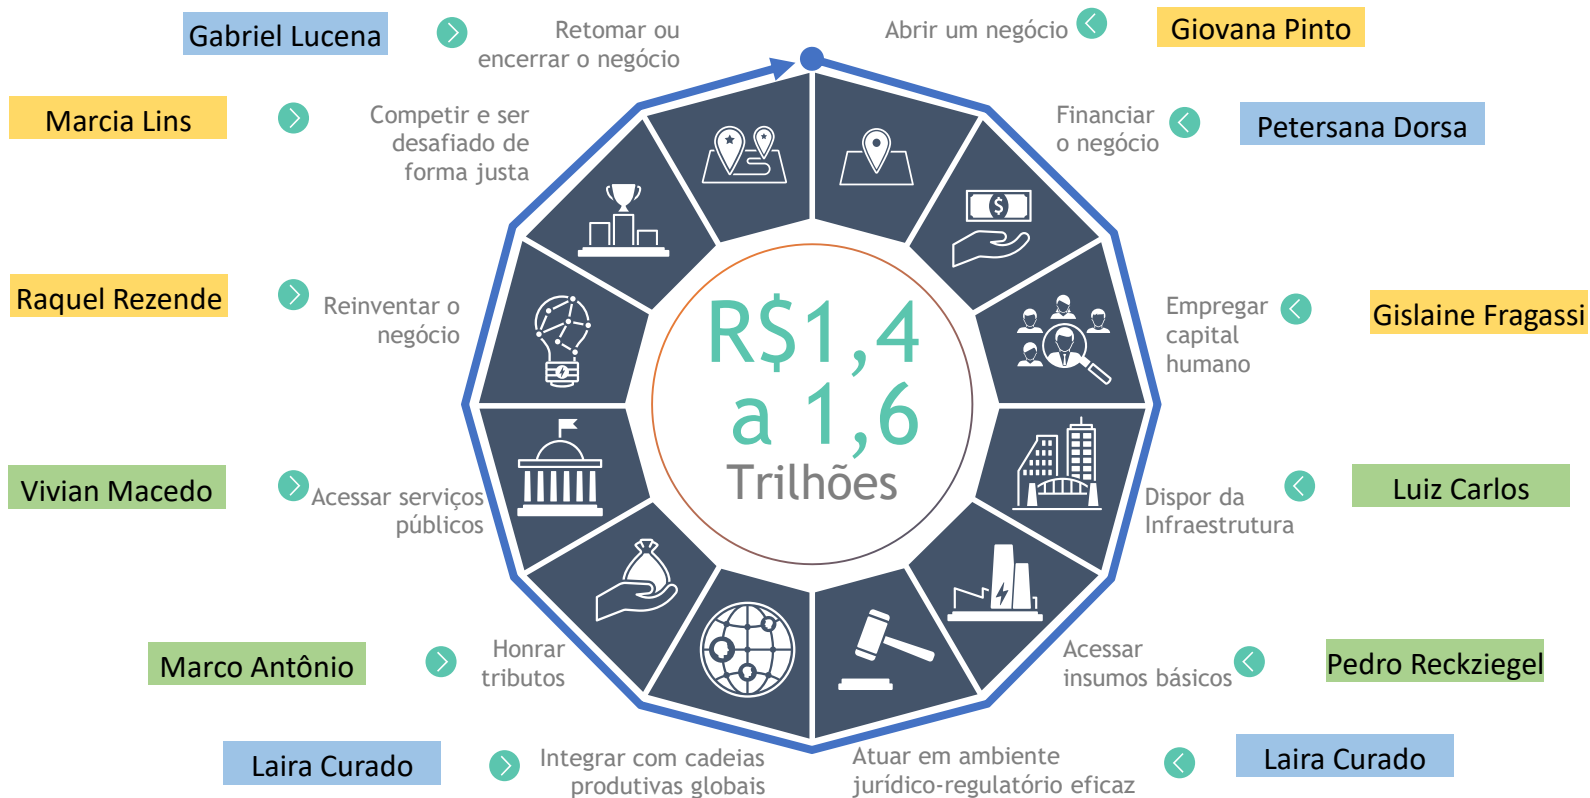 Gabriel Lucena
Retomar ou
encerrar o negócio
Abrir um negócio
Giovana Pinto
Marcia Lins
Competir e ser
desafiado de
forma justa
Financiar
o negócio
Petersana Dorsa
Raquel Rezende
Reinventar o
negócio
R$1,4
a 1,6
Trilhões
Empregar
capital
humano
Gislaine Fragassi
Vivian Macedo
Acessar serviços
públicos
Dispor da
Infraestrutura
Luiz Carlos
Marco Antônio
Honrar
tributos
Acessar
insumos básicos
Pedro Reckziegel
Laira Curado
Integrar com cadeias
produtivas globais
Atuar em ambiente
jurídico-regulatório eficaz
Laira Curado
$